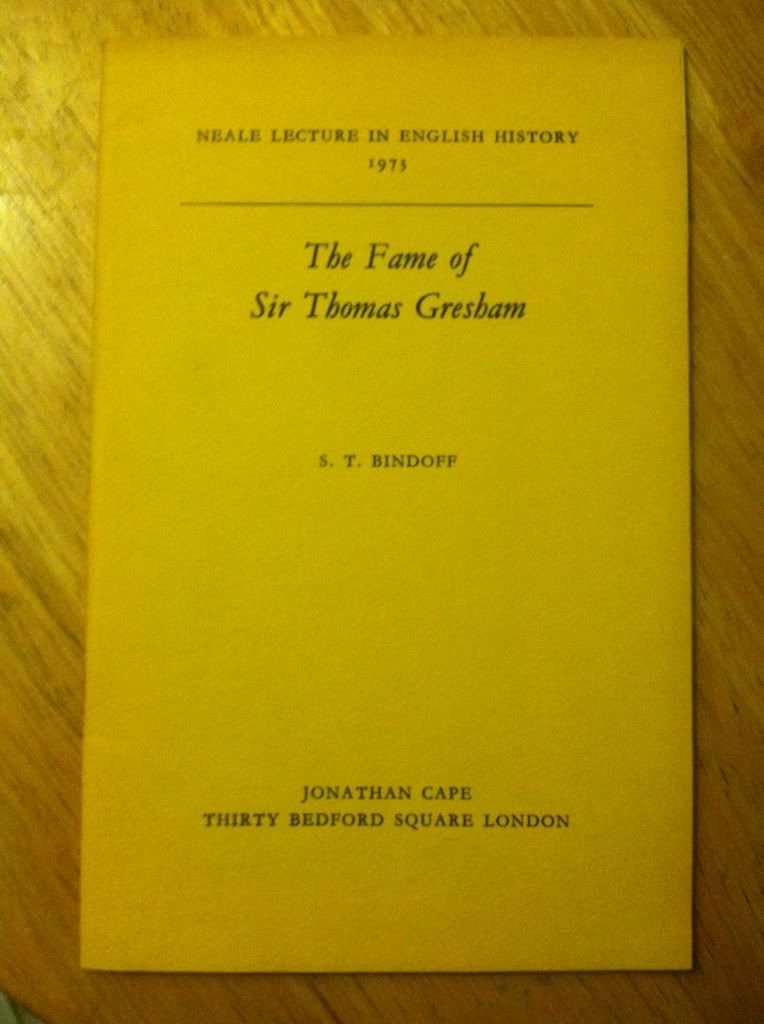 NEALE LECTURE IN ENGLISH HISTORY
1973
The Fame of
Sir Thomas Gresham
S. T. BINDOFF
JONATHAN CAPE
THIRTY BEDFORD SQUARE LONDON